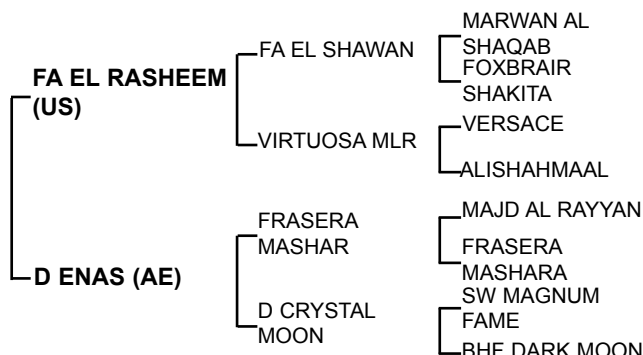 FA EL RASHEEM
(US)
FA EL SHAWAN
VIRTUOSA MLR
MARWAN AL
SHAQAB
FOXBRAIR
SHAKITA
VERSACE
ALISHAHMAAL
D ENAS (AE)
FRASERA
MASHAR
D CRYSTAL
MOON
MAJD AL RAYYAN
FRASERA
MASHARA
SW MAGNUM
FAME
BHF DARK MOON